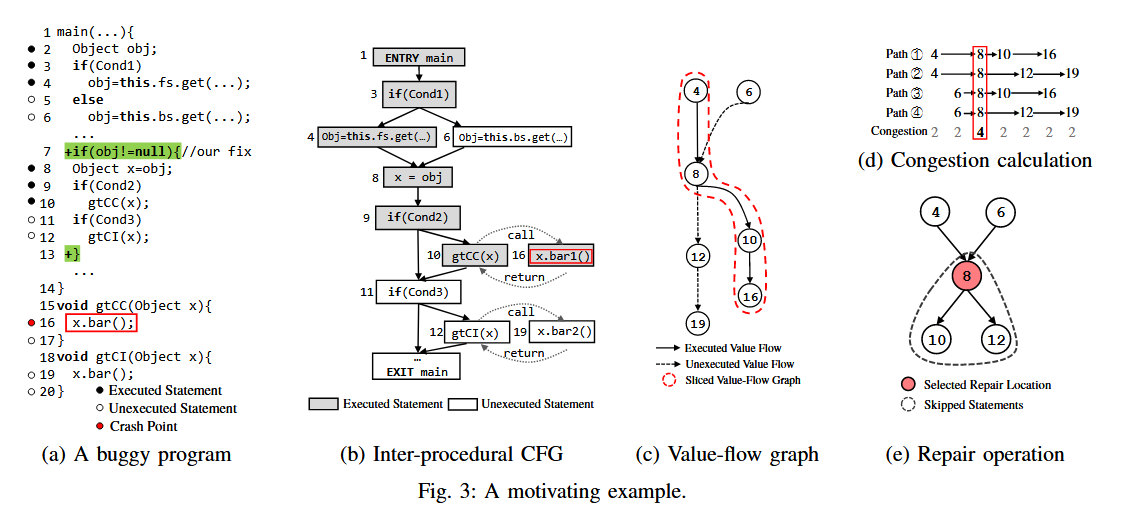 1 main(...){
2 Object obj;
3 if(Cond1)
4 obj=this.fs.get(...);
5 else
6 obj=this.bs.get(...);
...
7 +if(obj!=null){//our fix
8 Object x=obj;
9 if(Cond2)
10 gtCC(x);
11 if(Cond3)
12 gtCI(x);
13 +}
...
14}
15void gtCC(Object x){
16 x.bar();
17}
18void gtCI(Object x){
19 x.bar();
20}
Executed Statement
Unexecuted Statement
Crash Point
(a) A buggy program
1 ENTRY main
3 if(Cond1)
4 Obj=this.fs.get(…)
6 Obj=this.bs.get(…)
8 x = obj
9 if(Cond2)
call
10 gtCC(x)
16 x.bar1()
return
11 if(Cond3)
call
12 gtCI(x)
19 x.bar2()
return
…
EXIT main
Executed Statement
Unexecuted Statement
(b) Inter-procedural CFG
4
6
8
10
12
16
19
Executed Value Flow
Unexecuted Value Flow
Sliced Value-Flow Graph
(c) Value-flow graph
Path ① 4 8 10 16
Path ② 4 8 12 19
Path ③ 6 8 10 16
Path ④ 6 8 12 19
Congestion 2 2 4 2 2 2 2
(d) Congestion calculation
4
6
8
10
12
Selected Repair Location
Skipped Statements
(e) Repair operation
Fig. 3: A motivating example.